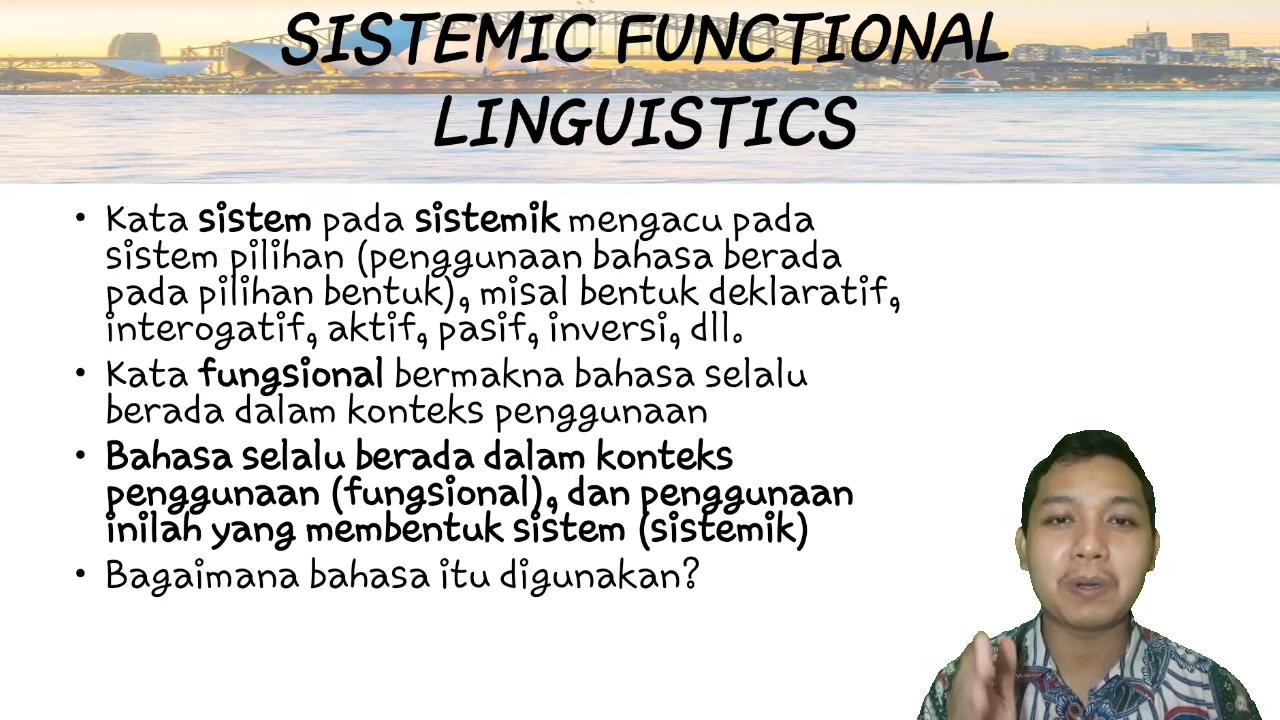 SISTEMIC FUNCTIONAL
LINGUISTICS
• Kata sistem pada sistemik mengacu pada
sistem pilihan (penggunaan bahasa berada
pada pilihan bentuk), misal bentuk deklaratif,
interogatif, aktif, pasif, inversi, dll.
• Kata fungsional bermakna bahasa selalu
berada dalam konteks penggunaan
• Bahasa selalu berada dalam konteks
penggunaan (fungsional), dan penggunaan
inilah yang membentuk sistem (sistemik)
• Bagaimana bahasa itu digunakan?